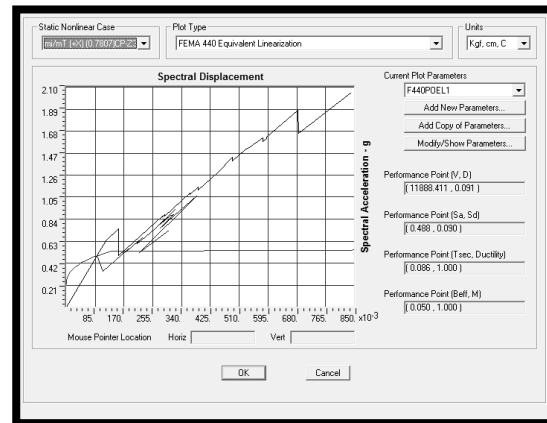 Static Nonlinear Case
Plot Type
FEMA 440 Equivalent Linearization
Units
Kgf, cm, C
Spectral Displacement
2.10
1.89
1.68
1.47
1.26
1.05
0.84
0.63
0.42
0.21
85. 170. 255. 340. 425. 510. 595. 680. 765. 850. x10-3
Spectral Acceleration - g
Mouse Pointer Location Horiz Vert
Current Plot Parameters
F440POEL1
Add New Parameters...
Add Copy of Parameters...
Modify/Show Parameters...
Performance Point (V, D)
( 11888.411 , 0.091 )
Performance Point (Sa, Sd)
( 0.488 , 0.090 )
Performance Point (Tsec, Ductility)
( 0.086 , 1.000 )
Performance Point (Beff, M)
( 0.050 , 1.000 )
OK
Cancel